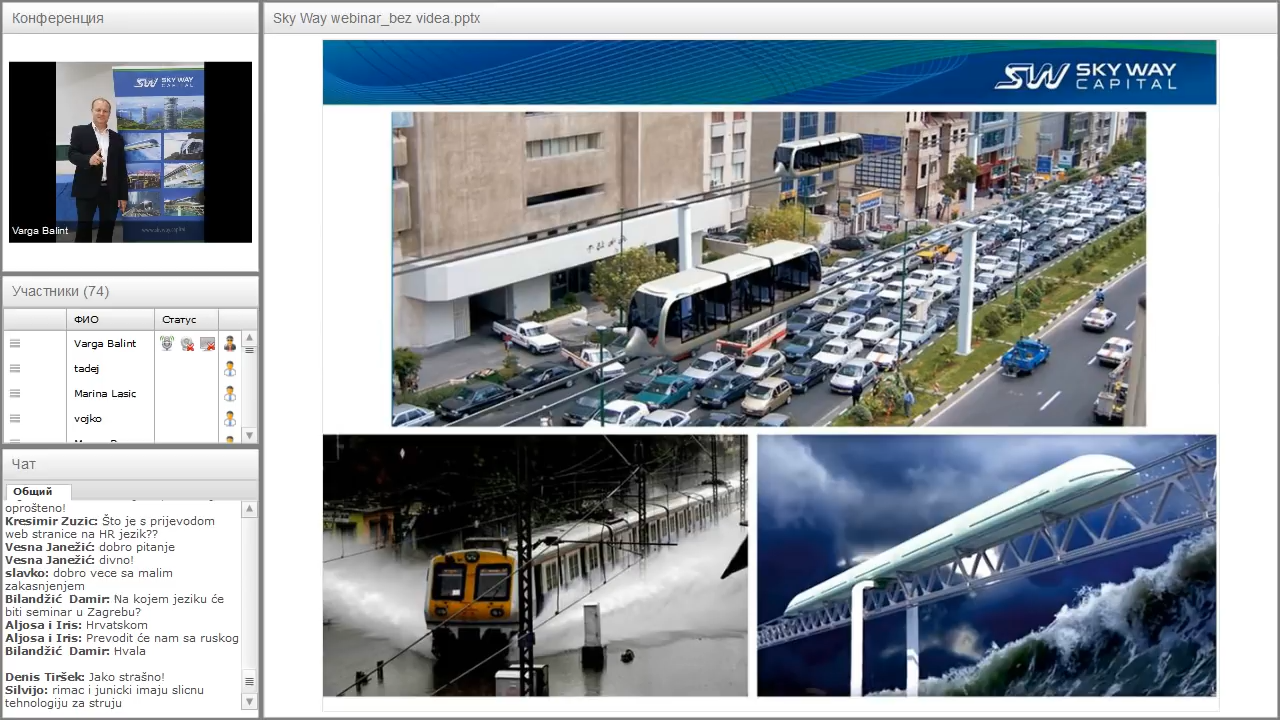 Конференция
Varga Balint
Участники (74)
ФИО
Статус
Varga Balint
tadej
Marina Lasic
vojko
Чат
Общий
oprošteno!
Kresimir Zuzic: Što je s prijevodom
web stranice na HR jezik??
Vesna Janežić: dobro pitanje
Vesna Janežić: divno!
slavko: dobro vece sa malim
zakasnjenjem
Bilandžić Damir: Na kojem jeziku će
biti seminar u Zagrebu?
Aljosa i Iris: Hrvatskom
Aljosa i Iris: Prevodit će nam sa ruskog
Bilandžić Damir: Hvala
Denis Tiršek: Jako strašno!
Silvijo: rimac i junicki imaju slicnu
tehnologiju za struju
Sky Way webinar_bez videa.pptx
SW SKY WAY
CAPITAL
SW SKY WAY
CAPITAL